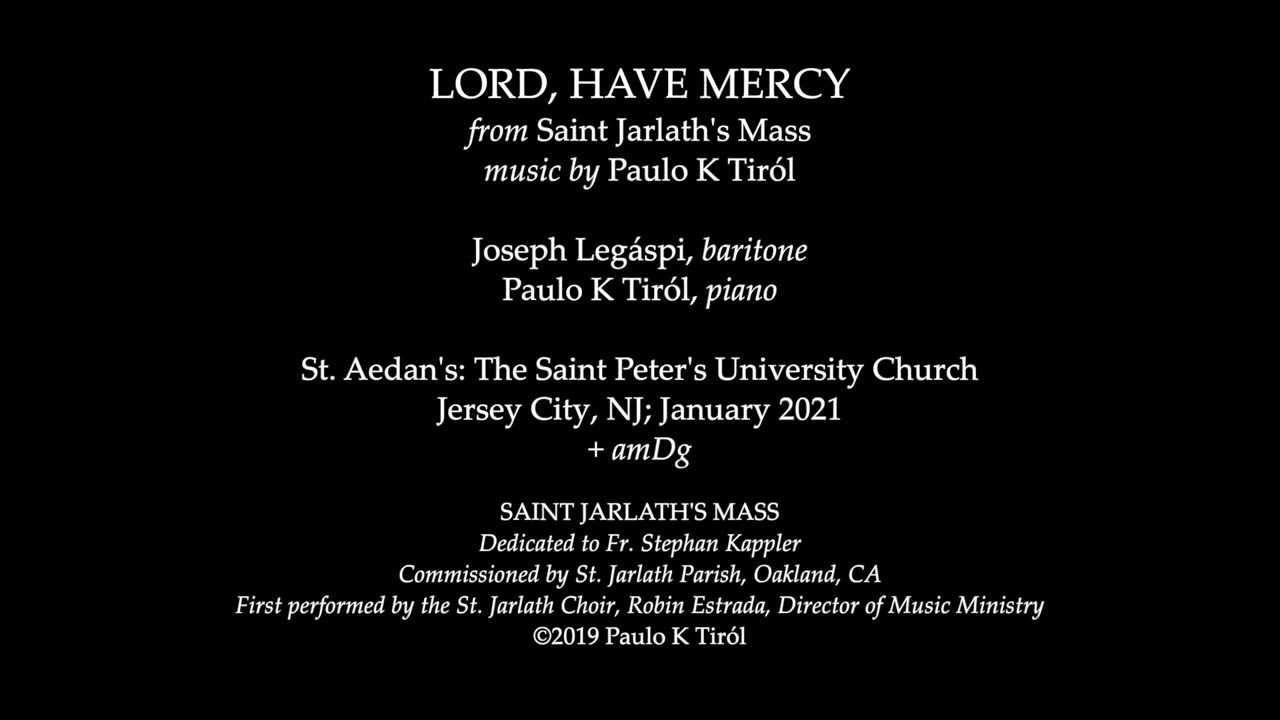 LORD, HAVE MERCY
from Saint Jarlath's Mass
music by Paulo K Tiról
Joseph Legáspi, baritone
Paulo K Tiról, piano
St. Aedan's: The Saint Peter's University Church
Jersey City, NJ; January 2021
+ amDg
SAINT JARLATH'S MASS
Dedicated to Fr. Stephan Kappler
Commissioned by St. Jarlath Parish, Oakland, CA
First performed by the St. Jarlath Choir, Robin Estrada, Director of Music Ministry
©2019 Paulo K Tiról